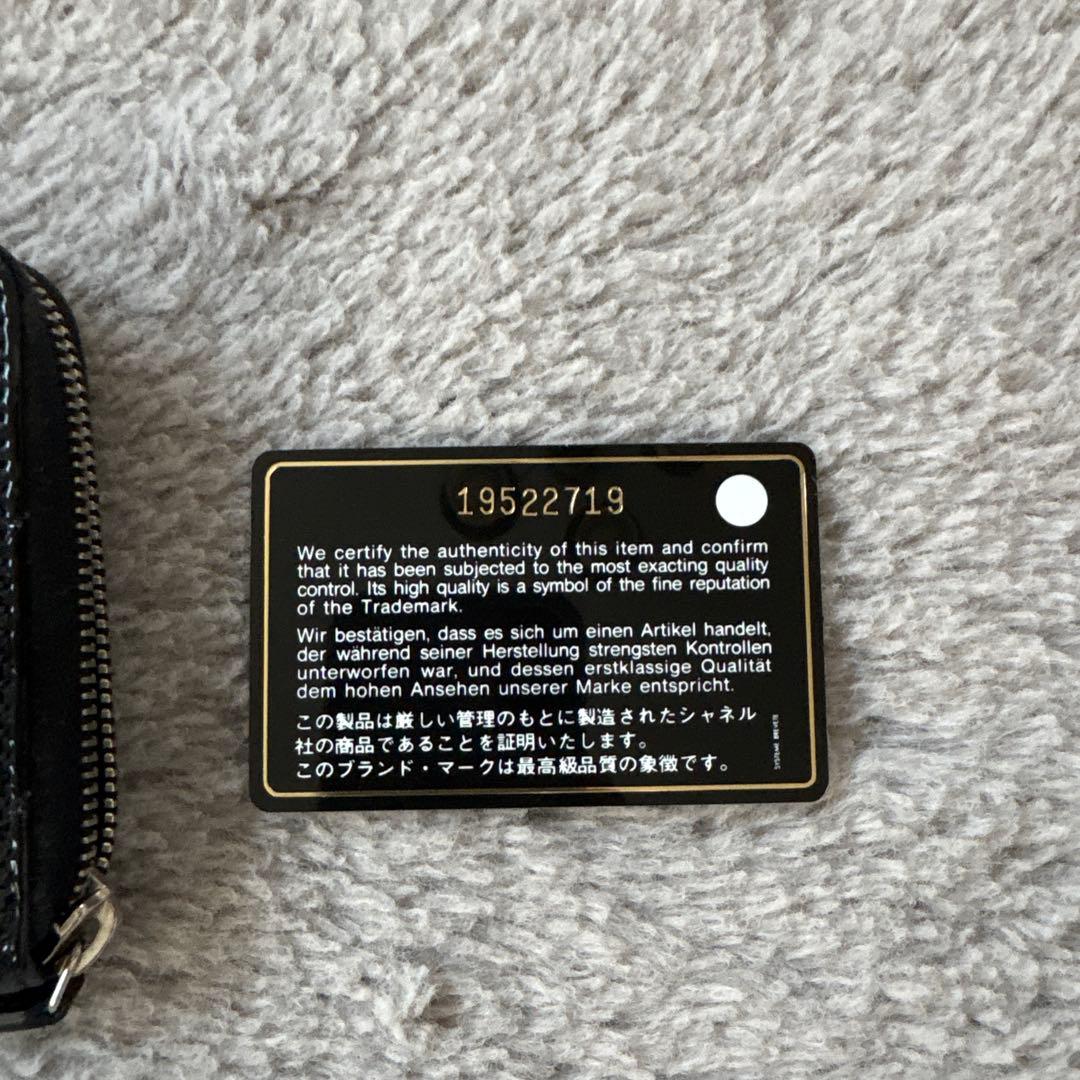 19522719
We certify the authenticity of this item and confirm
that it has been subjected to the most exacting quality
control. Its high quality is a symbol of the fine reputation
of the Trademark.
Wir bestätigen, dass es sich um einen Artikel handelt,
der während seiner Herstellung strengsten Kontrollen
unterworfen war, und dessen erstklassige Qualität
dem hohen Ansehen unserer Marke entspricht.
この製品は厳しい管理のもとに製造されたシャネル
社の商品であることを証明いたします。
このブランド・マークは最高級品質の象徴です。
SYSTEME BREVETE